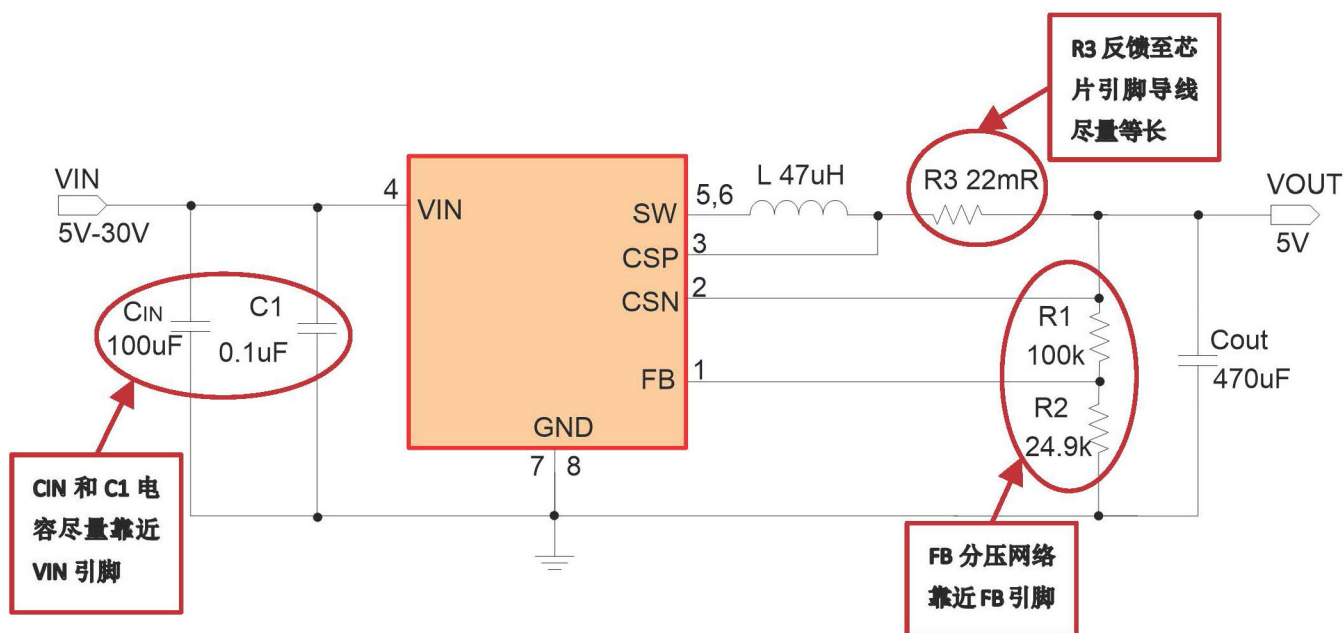 R3 反馈至芯
片引脚导线
尽量等长
VIN
5V-30V
4
VIN
SW
5,6
L 47uH
R3 22mR
VOUT
5V
CSP
3
CSN
2
FB
1
GND
7 8
CIN
100uF
C1
0.1uF
R1
100k
R2
24.9k
Cout
470uF
CIN 和 C1 电
容尽量靠近
VIN 引脚
FB 分压网络
靠近 FB 引脚